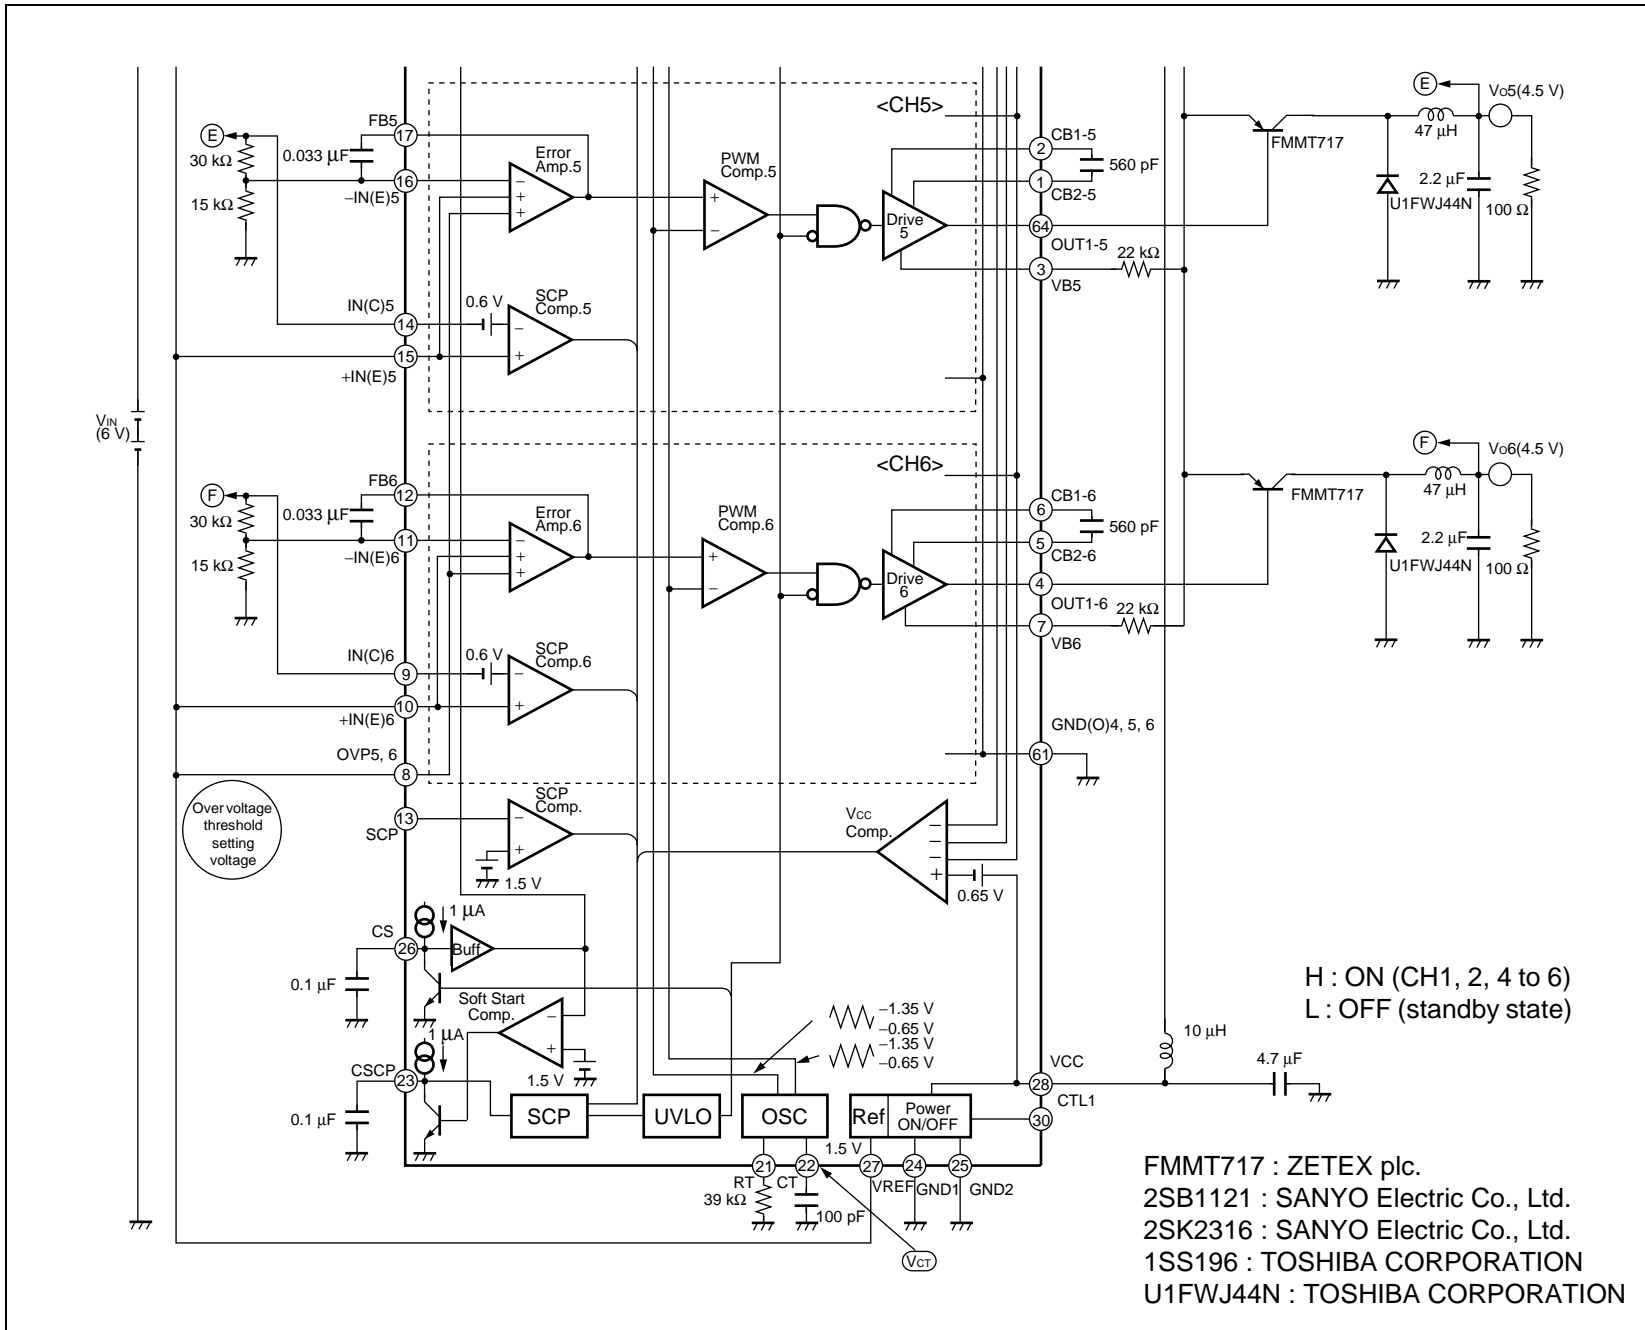 <CH5>
E
30 kΩ
15 kΩ
FB5
17
0.033 µF
16
−IN(E)5
Error
Amp.5
−
+
+
PWM
Comp.5
+
−
Drive
5
CB1-5
2
560 pF
1
CB2-5
64
OUT1-5
22 kΩ
3
VB5
FMMT717
E
VO5(4.5 V)
47 µH
2.2 µF
U1FWJ44N
100 Ω
IN(C)5
14
0.6 V
SCP
Comp.5
−
+
15
+IN(E)5
VIN
(6 V)
<CH6>
F
30 kΩ
15 kΩ
FB6
12
0.033 µF
11
−IN(E)6
Error
Amp.6
−
+
+
PWM
Comp.6
+
−
Drive
6
CB1-6
6
560 pF
5
CB2-6
4
OUT1-6
22 kΩ
7
VB6
FMMT717
F
VO6(4.5 V)
47 µH
2.2 µF
U1FWJ44N
100 Ω
IN(C)6
9
0.6 V
SCP
Comp.6
−
+
10
+IN(E)6
OVP5, 6
8
GND(O)4, 5, 6
61
Over voltage
threshold
setting
voltage
13
SCP
SCP
Comp.
−
+
1.5 V
VCC
Comp.
−
−
−
+
0.65 V
1 µA
CS
26
Buff
0.1 µF
Soft Start
Comp.
−
+
1.5 V
1 µA
CSCP
23
0.1 µF
−1.35 V
−0.65 V
−1.35 V
−0.65 V
SCP
UVLO
OSC
Ref
Power
ON/OFF
VCC
28
CTL1
30
10 µH
4.7 µF
H : ON (CH1, 2, 4 to 6)
L : OFF (standby state)
1.5 V
21
22
27
24
25
RT
CT
VREF
GND1
GND2
39 kΩ
100 pF
VCT
FMMT717 : ZETEX plc.
2SB1121 : SANYO Electric Co., Ltd.
2SK2316 : SANYO Electric Co., Ltd.
1SS196 : TOSHIBA CORPORATION
U1FWJ44N : TOSHIBA CORPORATION